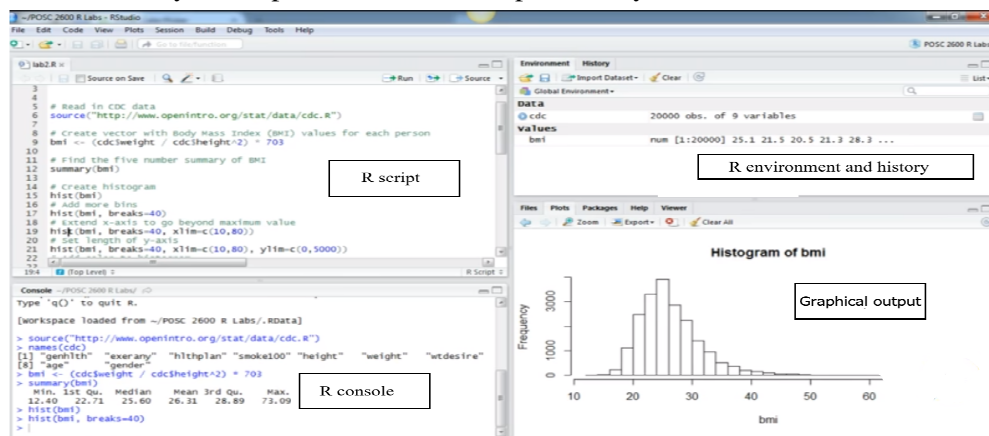 ~/POSC 2600 R Labs - RStudio
File Edit Code View Plots Session Build Debug Tools Help
Go to file/function
POSC 2600 R Labs
lab2.R
Source on Save
Run
Source
3
4
5 # Read in CDC data
6 source("http://www.openintro.org/stat/data/cdc.R")
7
8 # Create vector with Body Mass Index (BMI) values for each person
9 bmi <- (cdc$weight / cdc$height^2) * 703
10
11 # Find the five number summary of BMI
12 summary(bmi)
13
14 # Create histogram
15 hist(bmi)
16 # Add more bins
17 hist(bmi, breaks=40)
18 # Extend x-axis to go beyond maximum value
19 hist(bmi, breaks=40, xlim=c(10,80))
20 # Set length of y-axis
21 hist(bmi, breaks=40, xlim=c(10,80), ylim=c(0,5000))
22
R script
19:4 (Top Level)
R Script
Console ~/POSC 2600 R Labs/
Type 'q()' to quit R.
[Workspace loaded from ~/POSC 2600 R Labs/.RData]
> source("http://www.openintro.org/stat/data/cdc.R")
> names(cdc)
[1] "genhlth" "exerany" "hlthplan" "smoke100" "height" "weight" "wtdesire"
[8] "age" "gender"
> bmi <- (cdc$weight / cdc$height^2) * 703
> summary(bmi)
Min. 1st Qu. Median Mean 3rd Qu. Max.
12.40 22.71 25.60 26.31 28.89 73.09
> hist(bmi)
> hist(bmi, breaks=40)
>
R console
Environment History
Import Dataset
Clear
List
Global Environment
Data
cdc 20000 obs. of 9 variables
Values
bmi num [1:20000] 25.1 21.5 20.5 21.3 28.3 ...
R environment and history
Files Plots Packages Help Viewer
Zoom Export Clear All
Histogram of bmi
Graphical output
Frequency
0 1000 3000
10 20 30 40 50 60
bmi